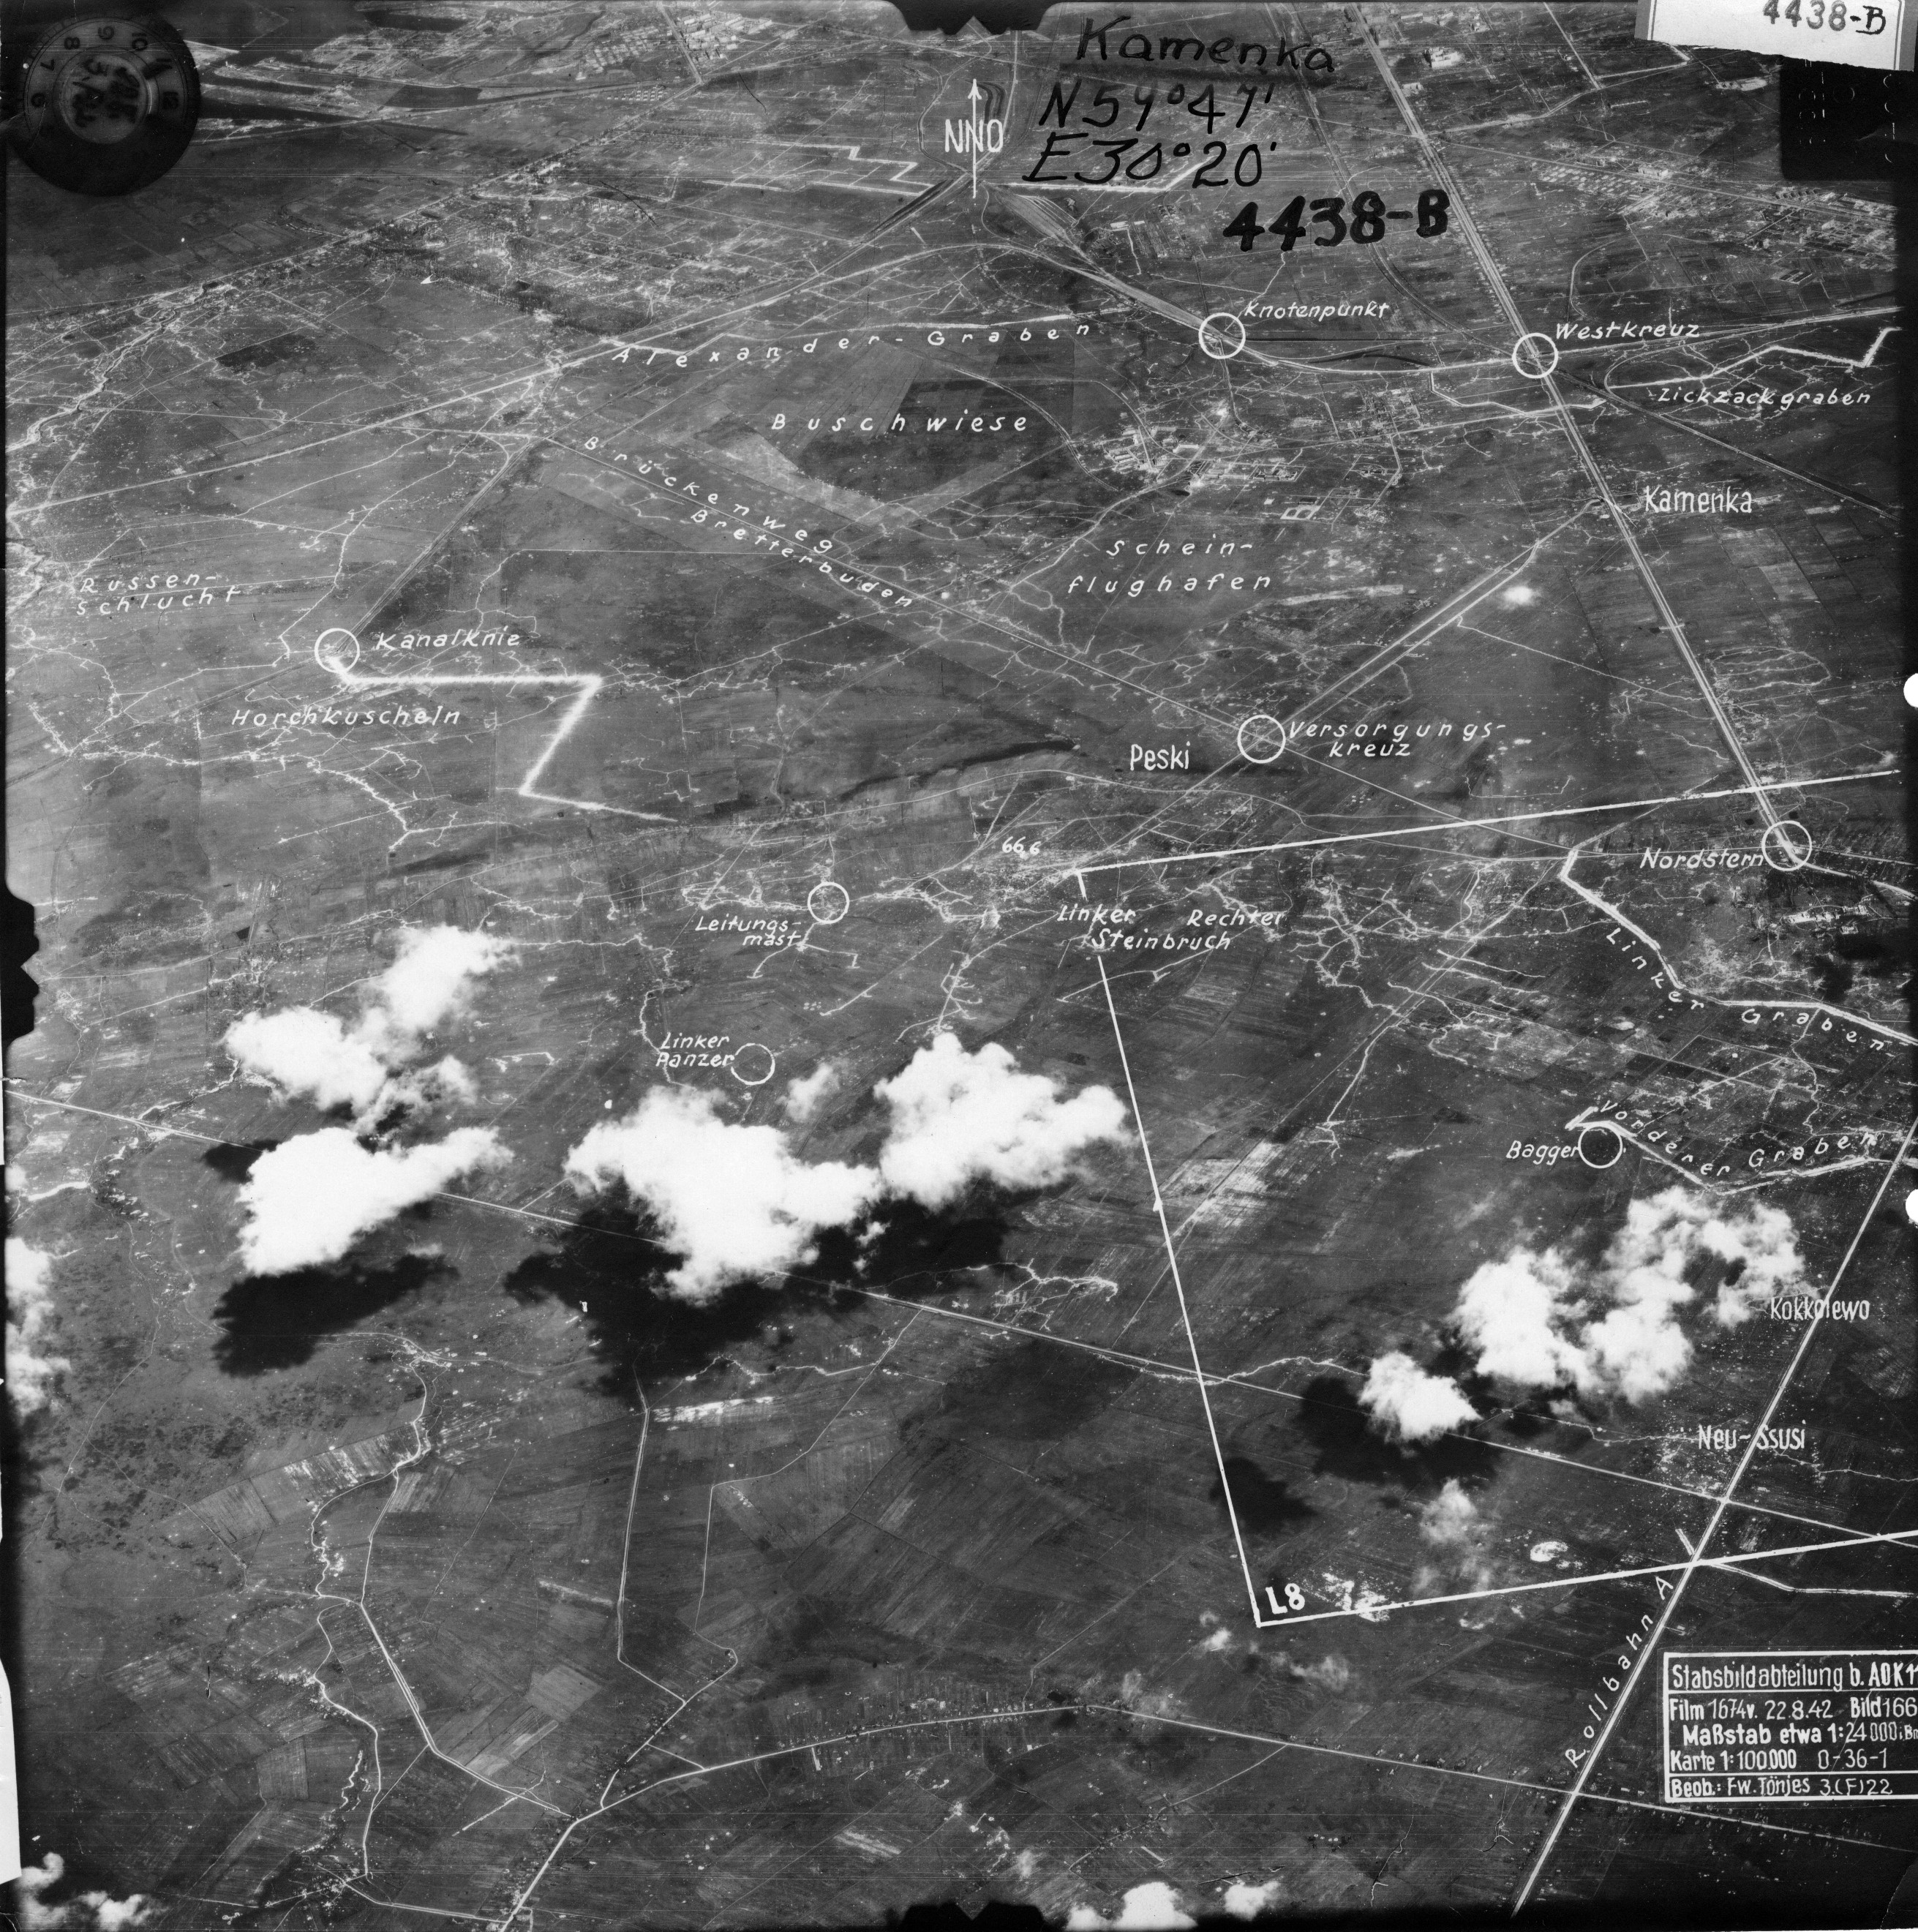 4438-B
Kamenka
N59°47'
E30°20'
NNO
4438-B
Knotenpunkt
Westkreuz
Alexander-Graben
Zickzackgraben
Buschwiese
Brückenweg
Bretterbuden
Kamenka
Schein-
flughafen
Russen-
schlucht
Kanalknie
Horchkuscheln
Versorgungs-
kreuz
Peski
66,6
Nordstern
Leitungs-
mast
Linker Rechter
Steinbruch
Linker Graben
Linker
Panzer
Vorderer Graben
Bagger
Kokkolewo
Neu-Ssusi
L8
Rollbahn A
Stabsbildabteilung b. AOK 11
Film 1674v. 22.8.42 Bild 166
Maßstab etwa 1:24000 i.Bm
Karte 1:100000 O-36-1
Beob.: Fw. Tönjes 3.(F)22